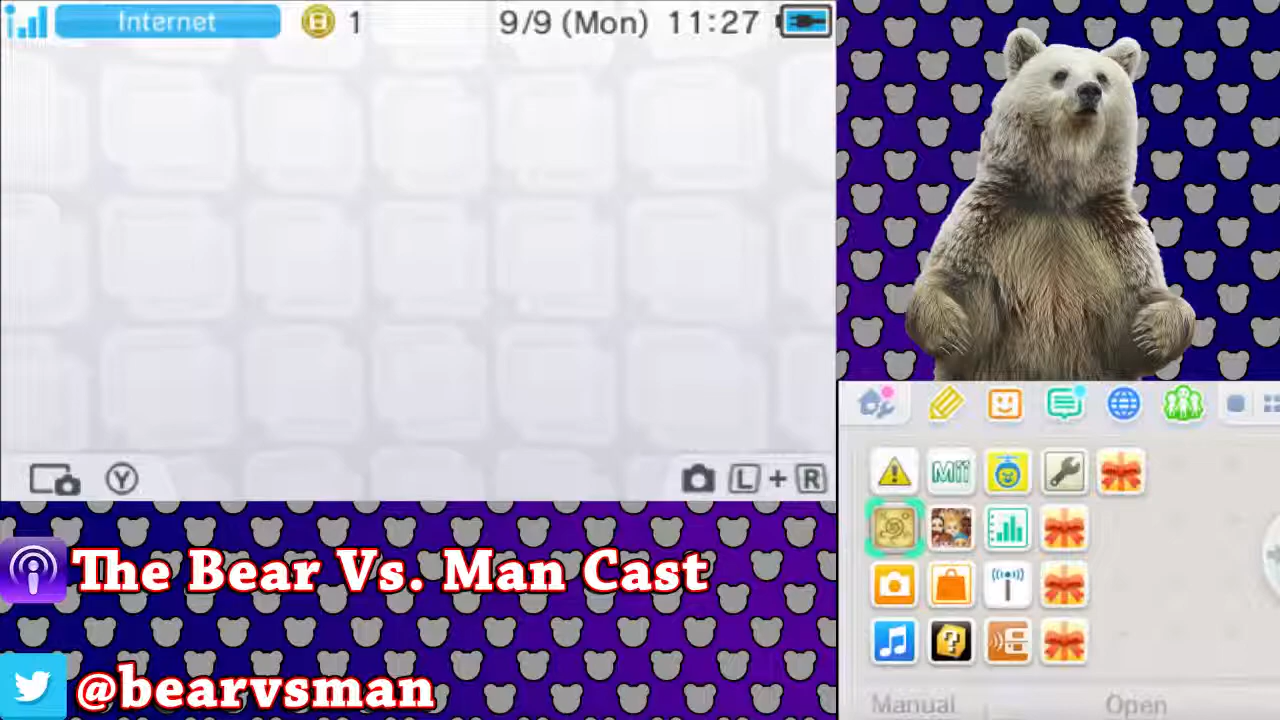 Internet 1 9/9 (Mon) 11:27
Y L + R
Mii
?
Manual Open
The Bear Vs. Man Cast
@bearvsman